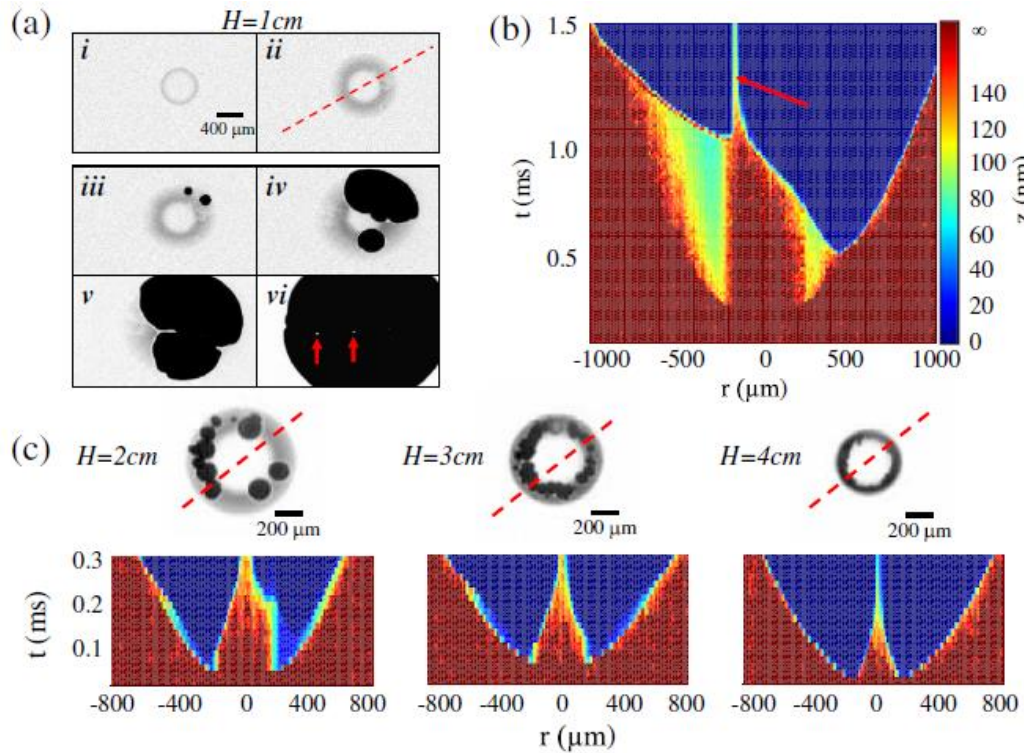 (a)
H=1cm
i
ii
400 μm
iii
iv
v
vi
(b)
1.5
1.0
0.5
t (ms)
-1000
-500
0
500
1000
r (μm)
∞
140
100
80
60
40
20
0
z (nm)
(c)
H=2cm
200 μm
H=3cm
200 μm
H=4cm
200 μm
t (ms)
0.3
0.2
0.1
-800
-400
0
400
800
-800
-400
0
400
800
-800
-400
0
400
800
r (μm)